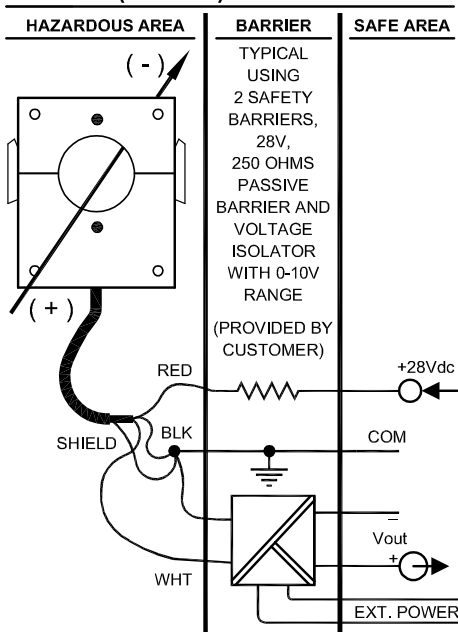 HAZARDOUS AREA
BARRIER
SAFE AREA
( - )
TYPICAL
USING
2 SAFETY
BARRIERS,
28V,
250 OHMS
PASSIVE
BARRIER AND
VOLTAGE
ISOLATOR
WITH 0-10V
RANGE
(PROVIDED BY
CUSTOMER)
( + )
RED
+28Vdc
SHIELD
BLK
COM
–
Vout
+
WHT
EXT. POWER